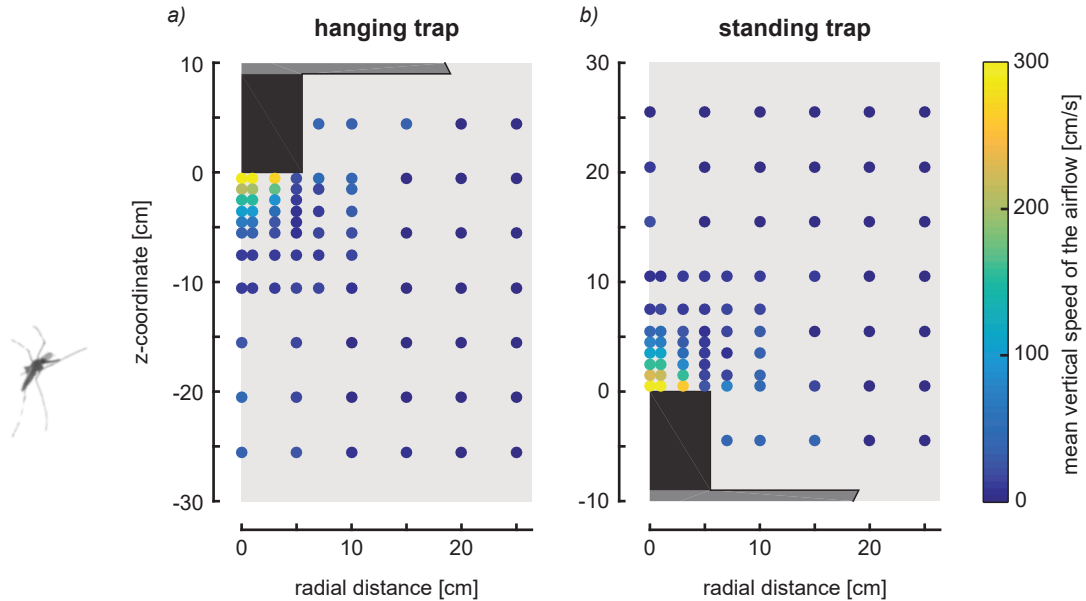 a)
hanging trap
10
0
-10
-20
-30
z-coordinate [cm]
0
10
20
radial distance [cm]
b)
standing trap
30
20
10
0
-10
0
10
20
radial distance [cm]
300
200
100
0
mean vertical speed of the airflow [cm/s]